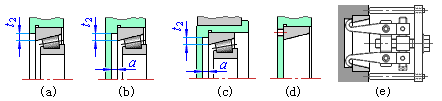 t₂ t₂ t₂
a a a
(a) (b) (c) (d) (e)